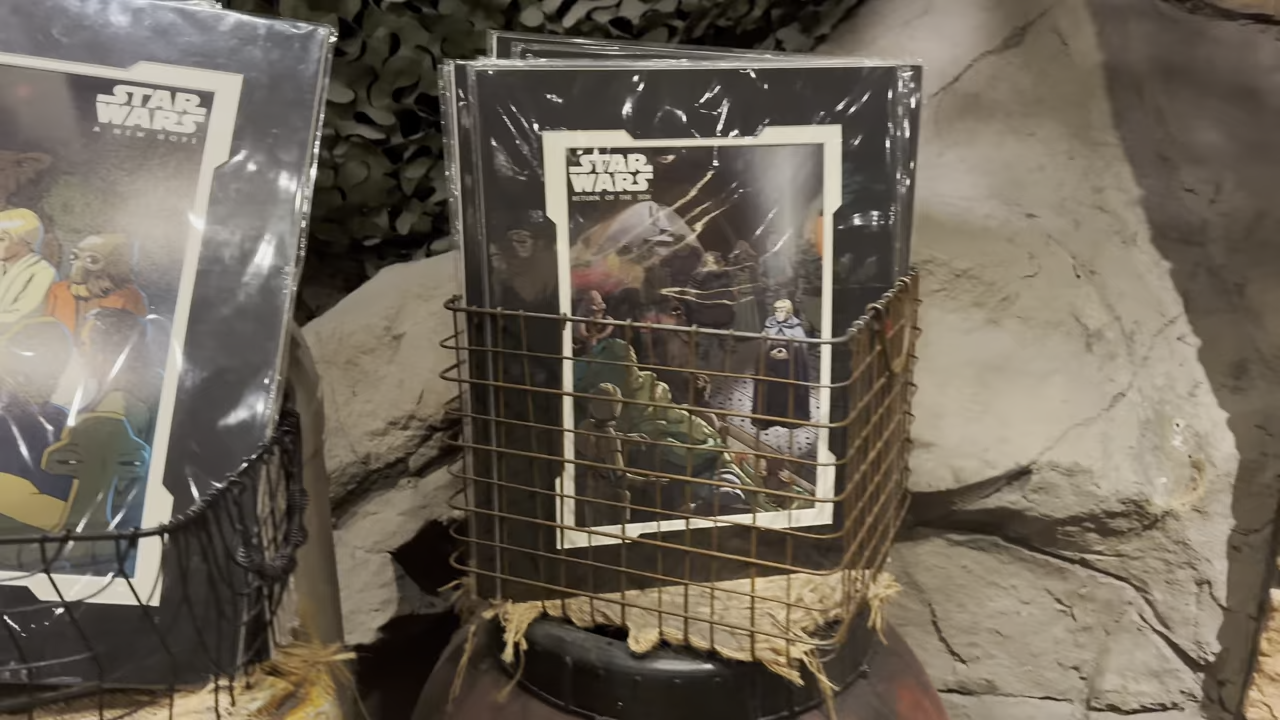 STAR
WARS
A NEW HOPE
STAR
WARS
RETURN OF THE JEDI